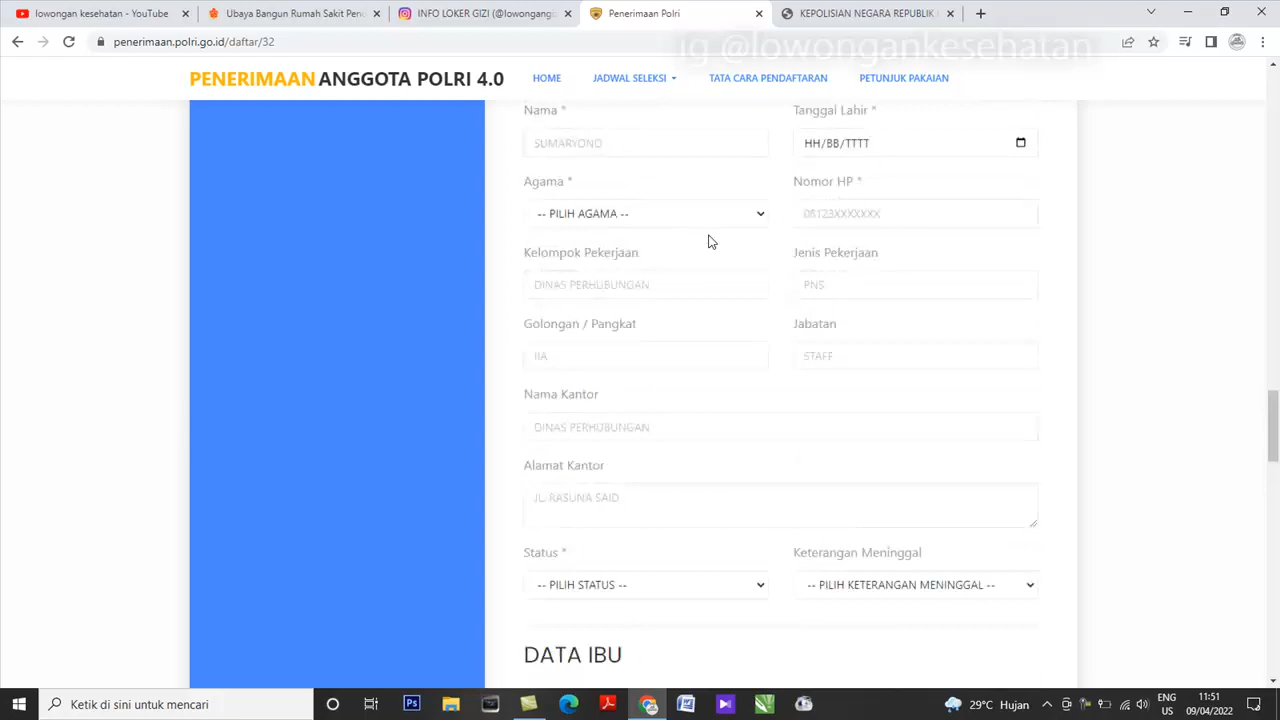 lowongan kesehatan - YouTube
Ubaya Bangun Rumah Sakit Pen
INFO LOKER GIZI (@lowongang
Penerimaan Polri
KEPOLISIAN NEGARA REPUBLIK
penerimaan.polri.go.id/daftar/32
ig @lowongankesehatan
PENERIMAAN ANGGOTA POLRI 4.0
HOME
JADWAL SELEKSI
TATA CARA PENDAFTARAN
PETUNJUK PAKAIAN
Nama *
Tanggal Lahir *
SUMARYONO
HH/BB/TTTT
Agama *
Nomor HP *
-- PILIH AGAMA --
08123XXXXXXX
Kelompok Pekerjaan
Jenis Pekerjaan
DINAS PERHUBUNGAN
PNS
Golongan / Pangkat
Jabatan
IIA
STAFF
Nama Kantor
DINAS PERHUBUNGAN
Alamat Kantor
JL. RASUNA SAID
Status *
Keterangan Meninggal
-- PILIH STATUS --
-- PILIH KETERANGAN MENINGGAL --
DATA IBU
Ketik di sini untuk mencari
29°C Hujan
ENG
US
11:51
09/04/2022